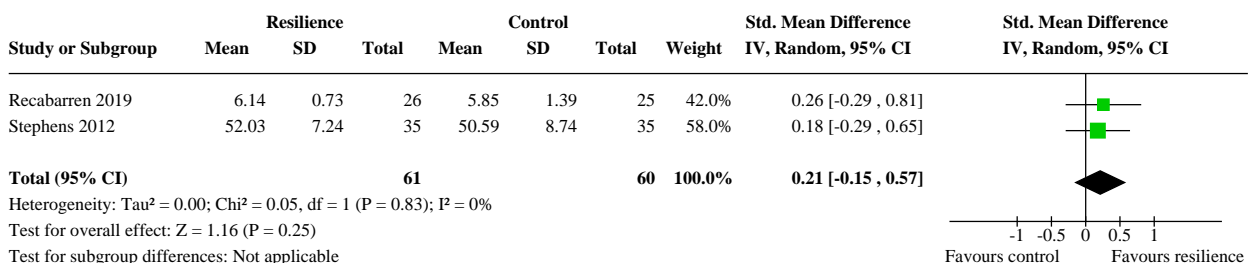 Resilience Control Std. Mean Difference Std. Mean Difference
Study or Subgroup Mean SD Total Mean SD Total Weight IV, Random, 95% CI IV, Random, 95% CI
Recabarren 2019 6.14 0.73 26 5.85 1.39 25 42.0% 0.26 [-0.29 , 0.81]
Stephens 2012 52.03 7.24 35 50.59 8.74 35 58.0% 0.18 [-0.29 , 0.65]
Total (95% CI) 61 60 100.0% 0.21 [-0.15 , 0.57]
Heterogeneity: Tau² = 0.00; Chi² = 0.05, df = 1 (P = 0.83); I² = 0%
Test for overall effect: Z = 1.16 (P = 0.25)
-1 -0.5 0 0.5 1
Test for subgroup differences: Not applicable Favours control Favours resilience